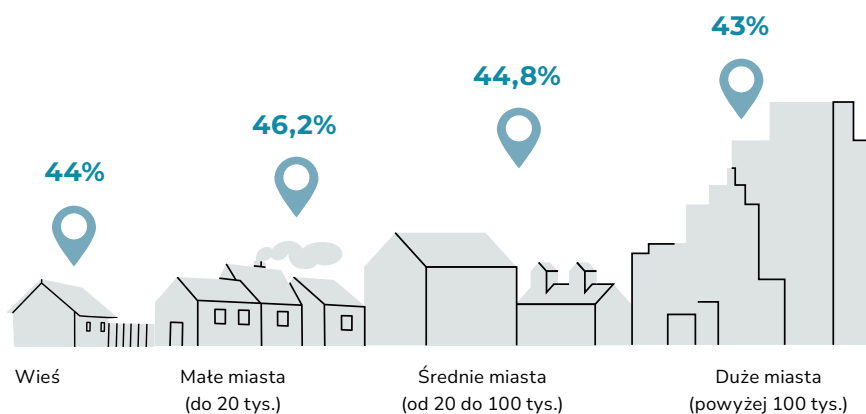 43%
44,8%
46,2%
44%
Wieś
Małe miasta
(do 20 tys.)
Średnie miasta
(od 20 do 100 tys.)
Duże miasta
(powyżej 100 tys.)